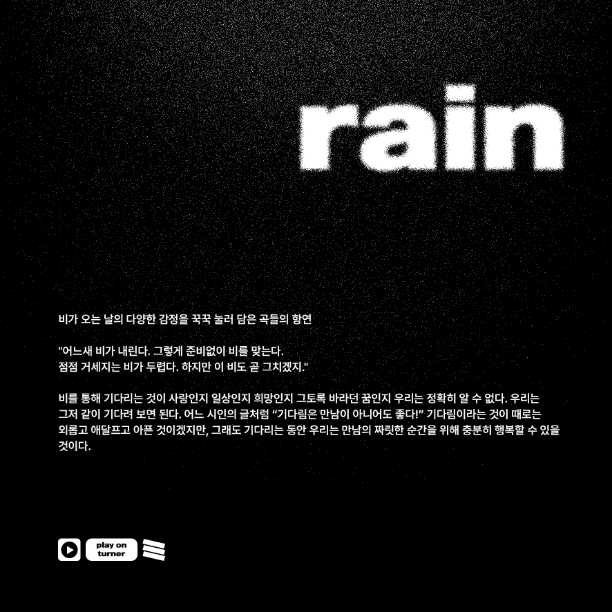 rain
비가 오는 날의 다양한 감정을 꾹꾹 눌러 담은 곡들의 향연
"어느새 비가 내린다. 그렇게 준비없이 비를 맞는다.
점점 거세지는 비가 두렵다. 하지만 이 비도 곧 그치겠지."
비를 통해 기다리는 것이 사랑인지 일상인지 희망인지 그토록 바라던 꿈인지 우리는 정확히 알 수 없다. 우리는
그저 같이 기다려 보면 된다. 어느 시인의 글처럼 “기다림은 만남이 아니어도 좋다!” 기다림이라는 것이 때로는
외롭고 애달프고 아픈 것이겠지만, 그래도 기다리는 동안 우리는 만남의 짜릿한 순간을 위해 충분히 행복할 수 있을
것이다.
play on
turner